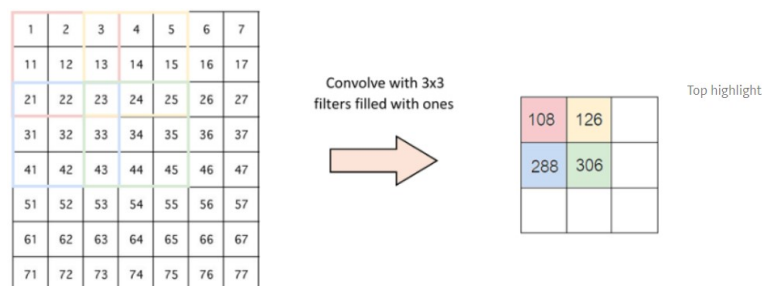 1 2 3 4 5 6 7
11 12 13 14 15 16 17
21 22 23 24 25 26 27
31 32 33 34 35 36 37
41 42 43 44 45 46 47
51 52 53 54 55 56 57
61 62 63 64 65 66 67
71 72 73 74 75 76 77
Convolve with 3x3
filters filled with ones
108 126
288 306
Top highlight